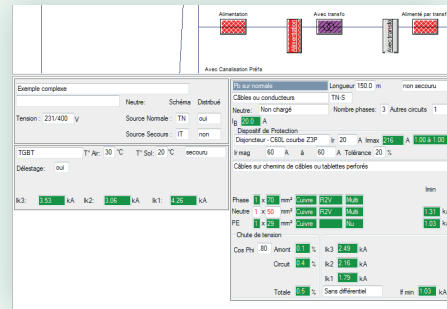 Alimentation
Avec transfo
Alimenté par transf
Alimentation
Avec transfo
Avec Canalisation Préfa
Exemple complexe
Neutre: Schéma Distribué
Tension : 231/400 V Source Normale : TN oui
Source Secours : IT non
TGBT T° Air: 30 °C T° Sol: 20 °C secouru
Délestage: oui
Ik3: 3.53 kA Ik2: 3.06 kA Ik1: 4.26 kA
Pb sur normale Longueur 150.0 m non secouru
Câbles ou conducteurs TN-S
Neutre: Non chargé Nombre phases: 3 Autres circuits 1
IB 20.0 A
Dispositif de Protection
Disjoncteur - C60L courbe Z3P Ir 20 A Irmax 216 A 1.00 à 1.00
Ir mag 60 A à 60 A Tolérance 20 %
Câbles sur chemins de câbles ou tablettes perforés
Imin
Phase 1 x 70 mm² Cuivre R2V Multi
Neutre 1 x 50 mm² Cuivre R2V Multi 1.31 kA
PE 1 x 29 mm² Cuivre Nu 1.03 kA
Chute de tension
Cos Phi .80 Amont 0.1 % Ik3 2.49 kA
Circuit 0.4 % Ik2 2.16 kA
Ik1 1.79 kA
Totale 0.5 % Sans différentiel If min 1.03 kA